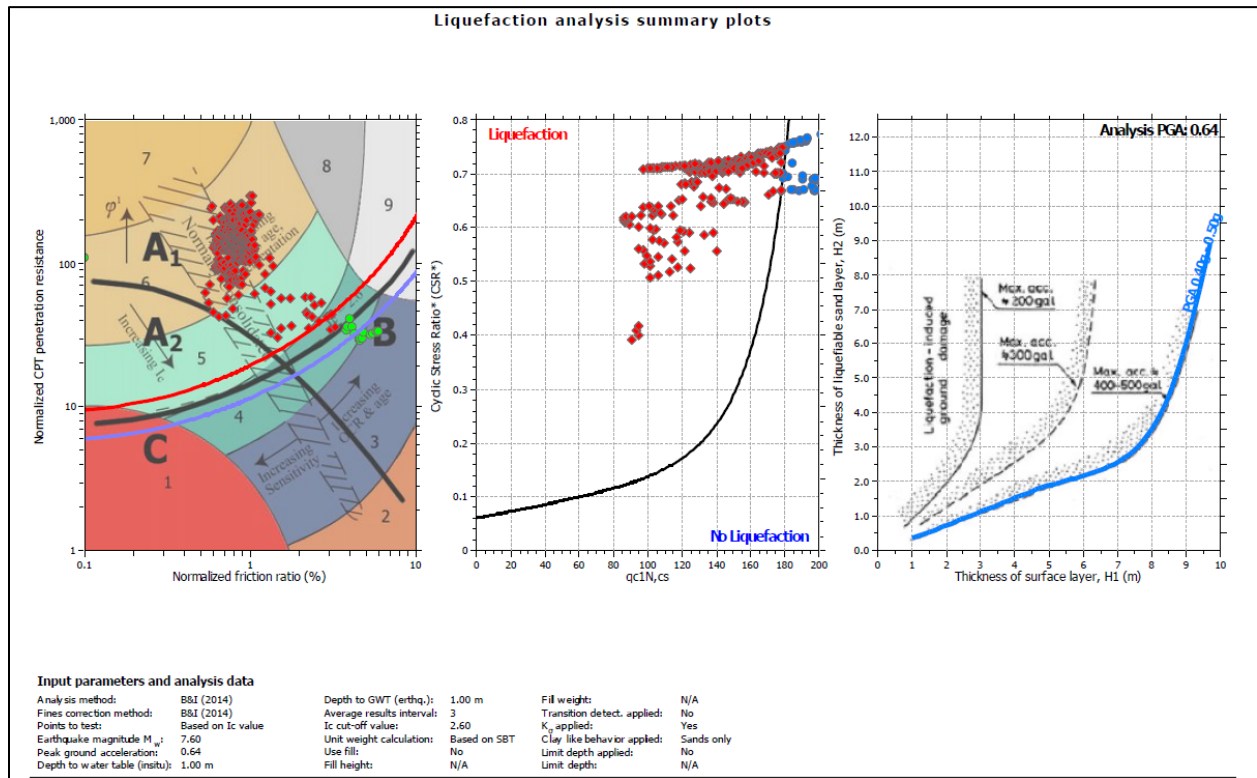 Liquefaction analysis summary plots
1,000
100
10
1
0.1
1
10
Normalized CPT penetration resistance
Normalized friction ratio (%)
7
8
9
φ'
A1
6
A2
5
B
4
C
3
1
2
Increasing Ic
Increasing OCR & age
Increasing Sensitivity
0.8
0.7
0.6
0.5
0.4
0.3
0.2
0.1
0
Cyclic Stress Ratio* (CSR*)
Liquefaction
No Liquefaction
0
20
40
60
80
100
120
140
160
180
200
qc1N,cs
Analysis PGA: 0.64
12.0
11.0
10.0
9.0
8.0
7.0
6.0
5.0
4.0
3.0
2.0
1.0
0.0
Thickness of liquefiable sand layer, H2 (m)
Liquefaction - induced
ground damage
Max. acc.
≒200gal
Max. acc.
≒300gal
Max. acc.≒
400-500gal
PGA 0.40g - 0.50g
0
1
2
3
4
5
6
7
8
9
10
Thickness of surface layer, H1 (m)
Input parameters and analysis data
Analysis method: B&I (2014)
Fines correction method: B&I (2014)
Points to test: Based on Ic value
Earthquake magnitude Mw: 7.60
Peak ground acceleration: 0.64
Depth to water table (insitu): 1.00 m
Depth to GWT (erthq.): 1.00 m
Average results interval: 3
Ic cut-off value: 2.60
Unit weight calculation: Based on SBT
Use fill: No
Fill height: N/A
Fill weight: N/A
Transition detect. applied: No
Kσ applied: Yes
Clay like behavior applied: Sands only
Limit depth applied: No
Limit depth: N/A